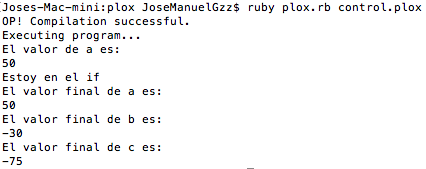 [Joses-Mac-mini:plox JoseManuelGzz$ ruby plox.rb control.plox
OP! Compilation successful.
Executing program...
El valor de a es:
50
Estoy en el if
El valor final de a es:
50
El valor final de b es:
-30
El valor final de c es:
-75